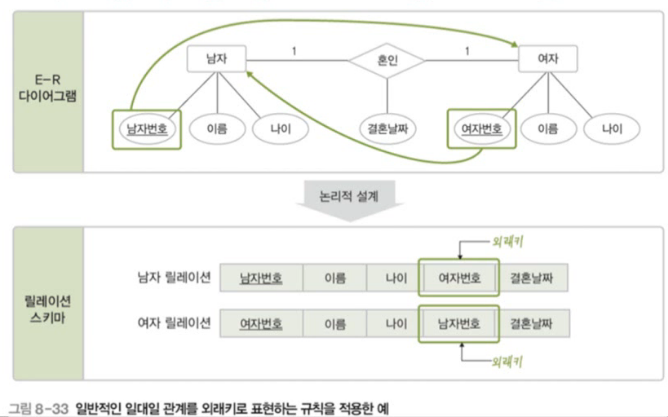 E-R
다이어그램
남자 1 혼인 1 여자
남자번호 이름 나이 결혼날짜 여자번호 이름 나이
논리적 설계
릴레이션
스키마
외래키
남자 릴레이션 남자번호 이름 나이 여자번호 결혼날짜
여자 릴레이션 여자번호 이름 나이 남자번호 결혼날짜
외래키
그림 8-33 일반적인 일대일 관계를 외래키로 표현하는 규칙을 적용한 예